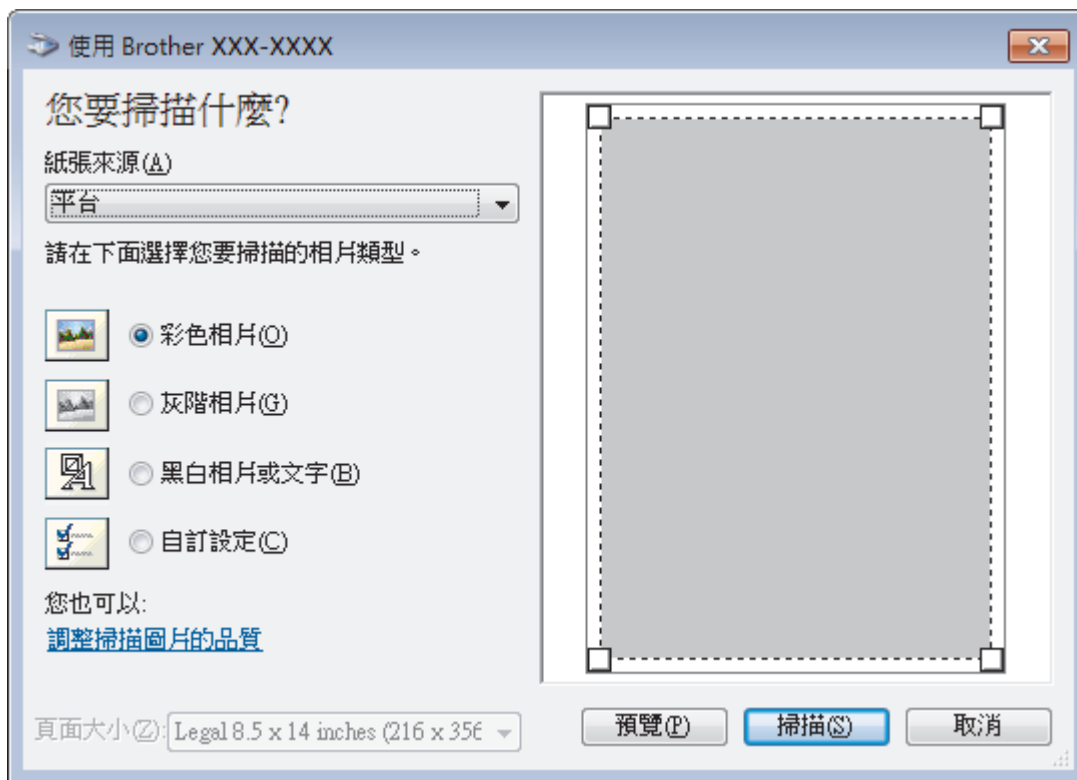 使用 Brother XXX-XXXX
您要掃描什麼?
紙張來源(A)
平台
請在下面選擇您要掃描的相片類型。
彩色相片(O)
灰階相片(G)
黑白相片或文字(B)
自訂設定(C)
您也可以:
調整掃描圖片的品質
頁面大小(Z): Legal 8.5 x 14 inches (216 x 356
預覽(P) 掃描(S) 取消